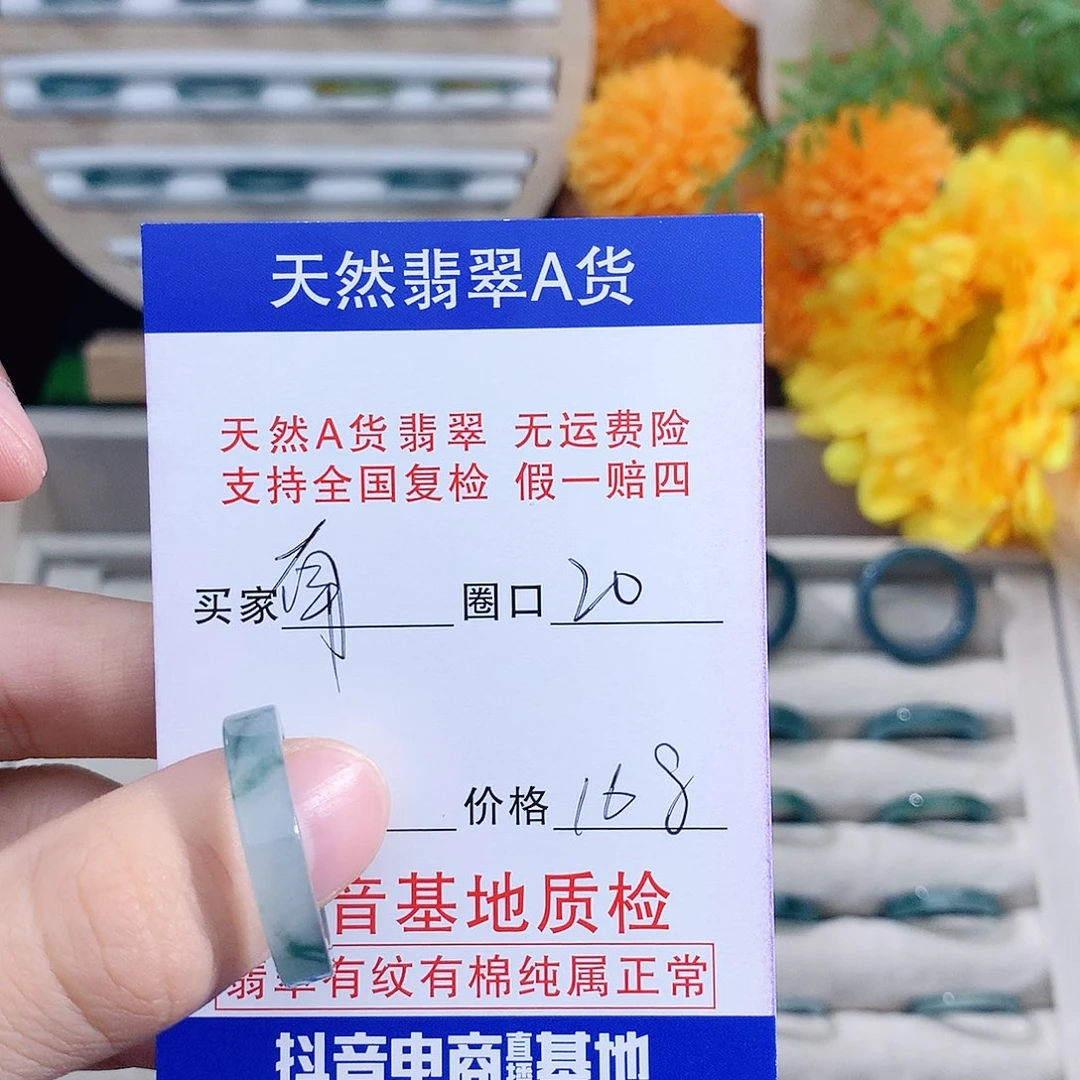 天然翡翠A货
天然A货翡翠 无运费险
支持全国复检 假一赔四
买家 圈口 20
价格 168
音基地质检
翡翠有纹有棉纯属正常
抖音电商直播基地